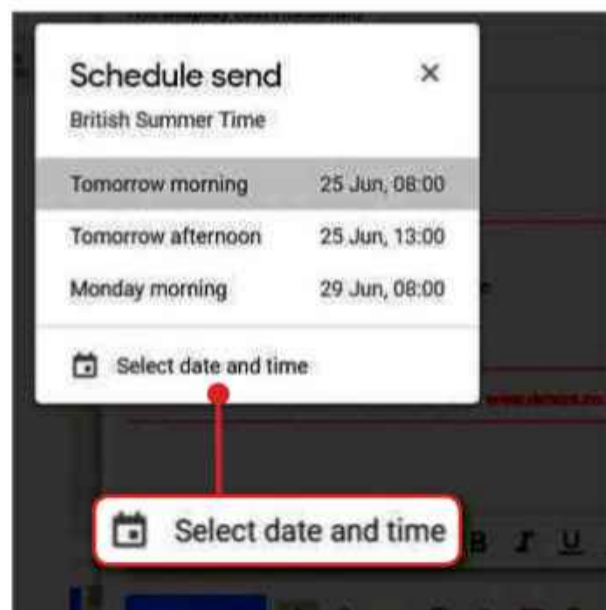 Schedule send
British Summer Time
Tomorrow morning 25 Jun, 08:00
Tomorrow afternoon 25 Jun, 13:00
Monday morning 29 Jun, 08:00
Select date and time
Select date and time
B I U